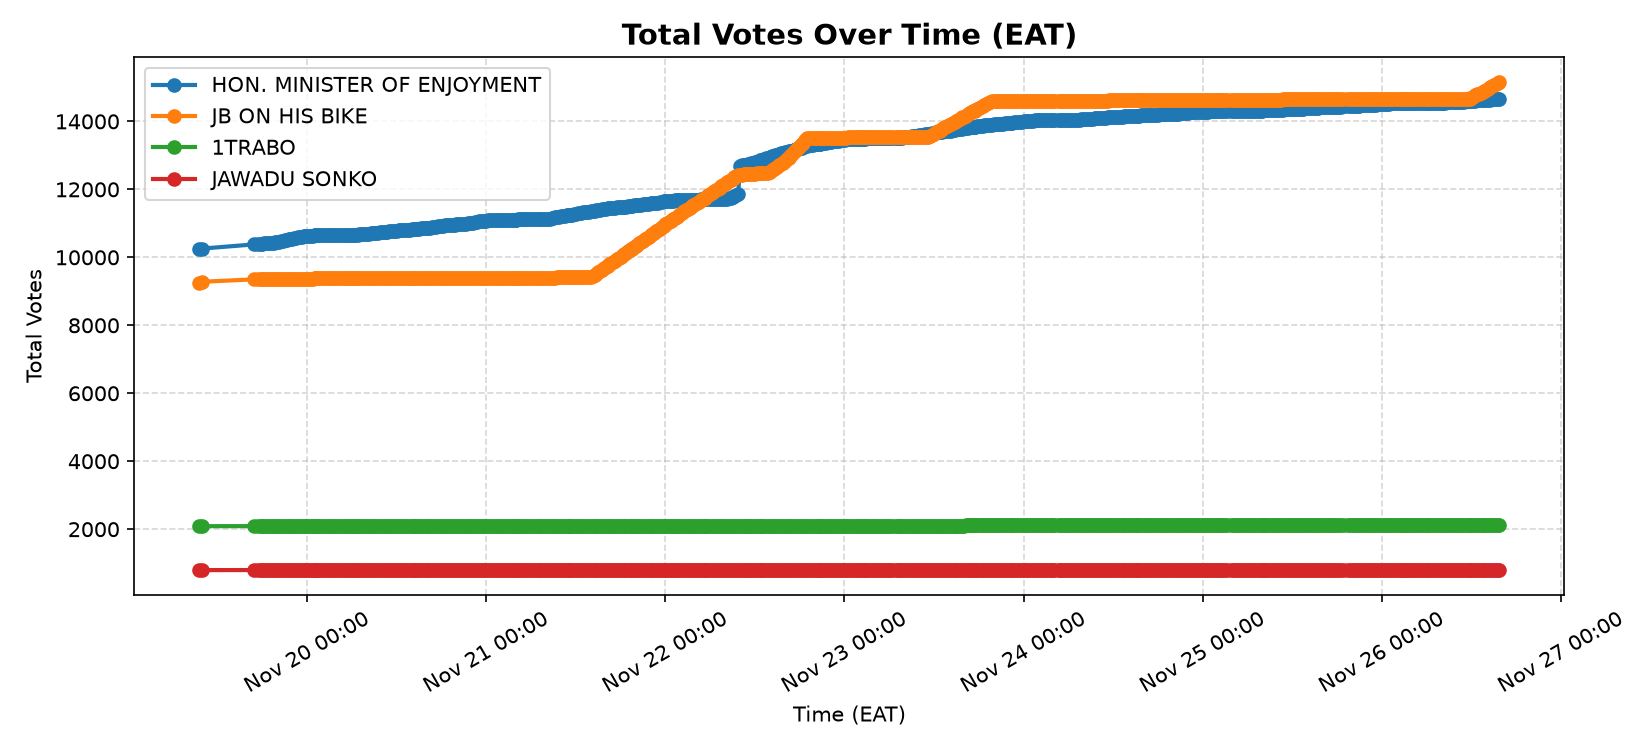 Total Votes Over Time (EAT)
HON. MINISTER OF ENJOYMENT
JB ON HIS BIKE
1TRABO
JAWADU SONKO
Total Votes
14000
12000
10000
8000
6000
4000
2000
Nov 20 00:00
Nov 21 00:00
Nov 22 00:00
Nov 23 00:00
Nov 24 00:00
Nov 25 00:00
Nov 26 00:00
Nov 27 00:00
Time (EAT)